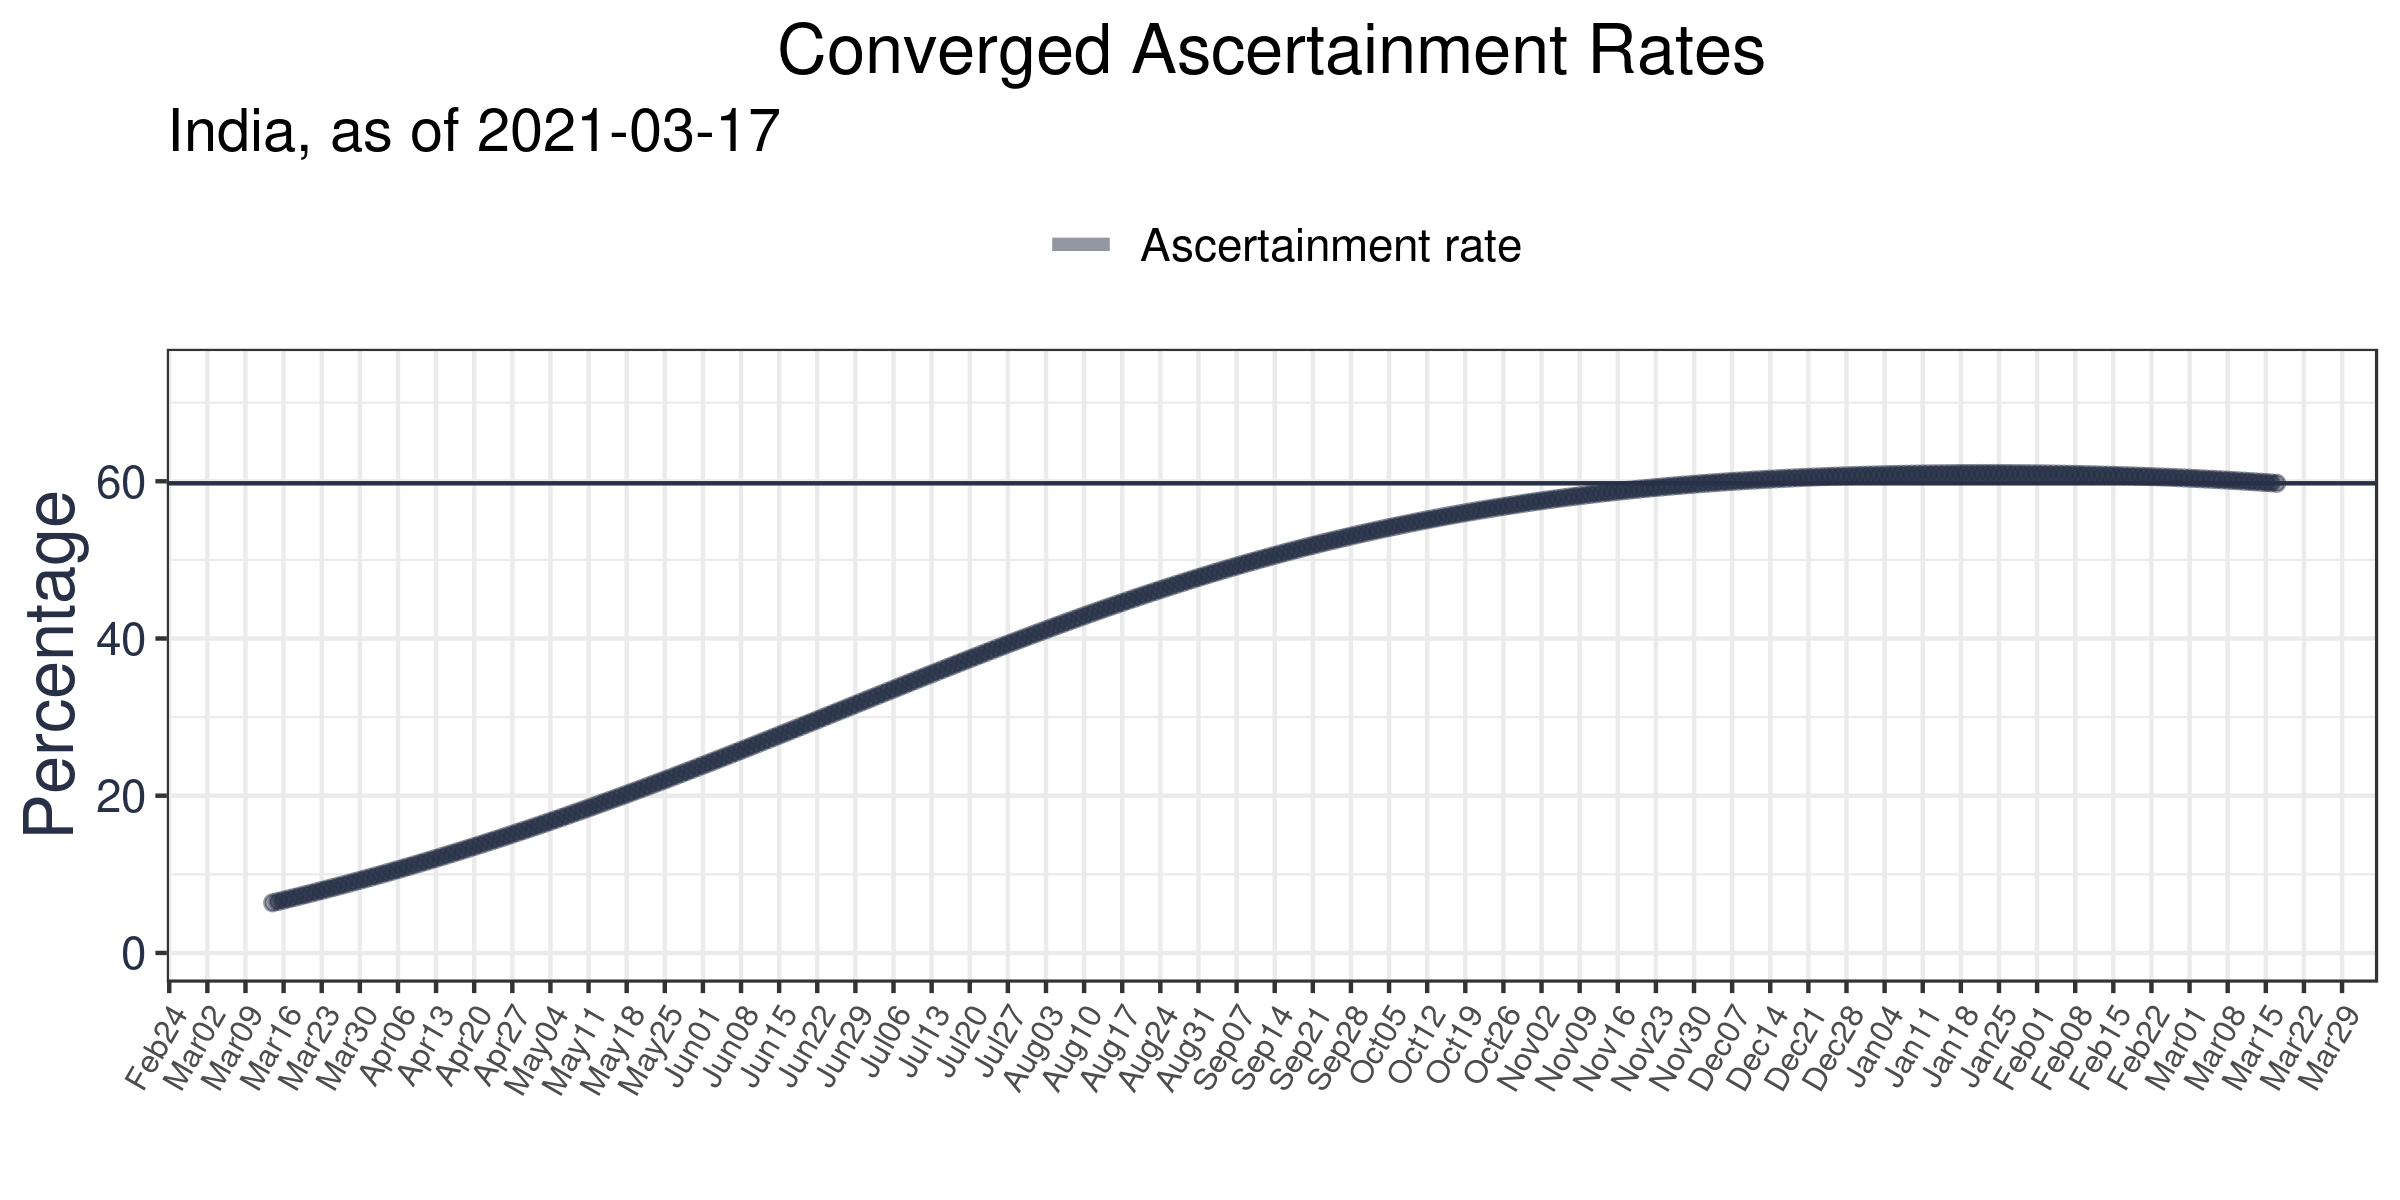 Converged Ascertainment Rates
India, as of 2021-03-17
Ascertainment rate
Percentage
60
40
20
0
Feb24 Mar02 Mar09 Mar16 Mar23 Mar30 Apr06 Apr13 Apr20 Apr27 May04 May11 May18 May25 Jun01 Jun08 Jun15 Jun22 Jun29 Jul06 Jul13 Jul20 Jul27 Aug03 Aug10 Aug17 Aug24 Aug31 Sep07 Sep14 Sep21 Sep28 Oct05 Oct12 Oct19 Oct26 Nov02 Nov09 Nov16 Nov23 Nov30 Dec07 Dec14 Dec21 Dec28 Jan04 Jan11 Jan18 Jan25 Feb01 Feb08 Feb15 Feb22 Mar01 Mar08 Mar15 Mar22 Mar29